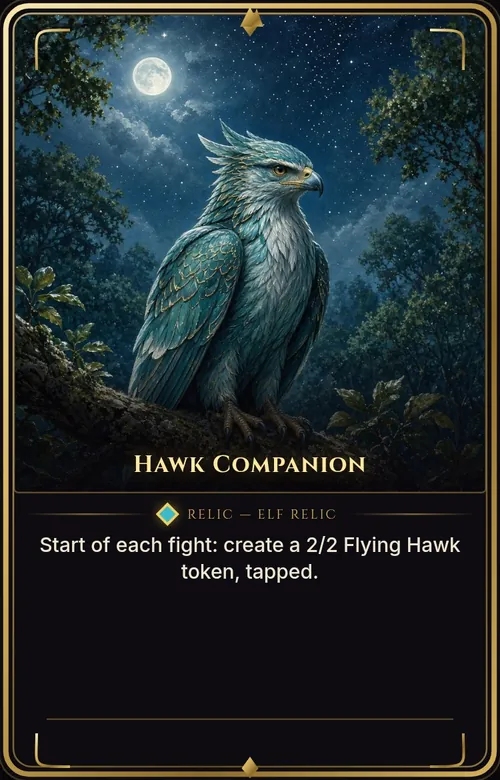 Hawk Companion
RELIC — ELF RELIC
Start of each fight: create a 2/2 Flying Hawk
token, tapped.